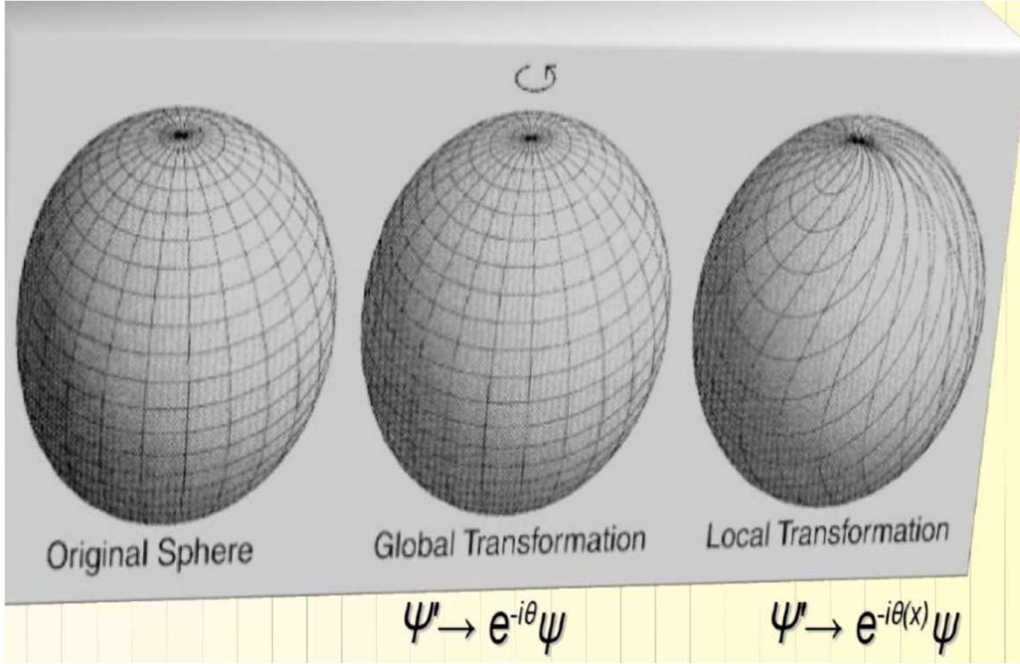 Original Sphere
Global Transformation
Local Transformation
Ψ' → e^{-iθ}ψ
Ψ' → e^{-iθ(x)}ψ